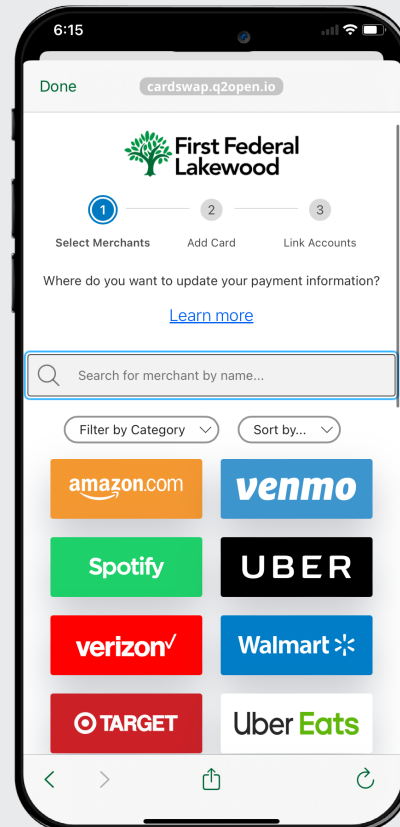 6:15
Done
cardswap.q2open.io
First Federal
Lakewood
1
2
3
Select Merchants
Add Card
Link Accounts
Where do you want to update your payment information?
Learn more
Search for merchant by name...
Filter by Category
Sort by...
amazon.com
venmo
Spotify
UBER
verizon✓
Walmart
TARGET
Uber Eats